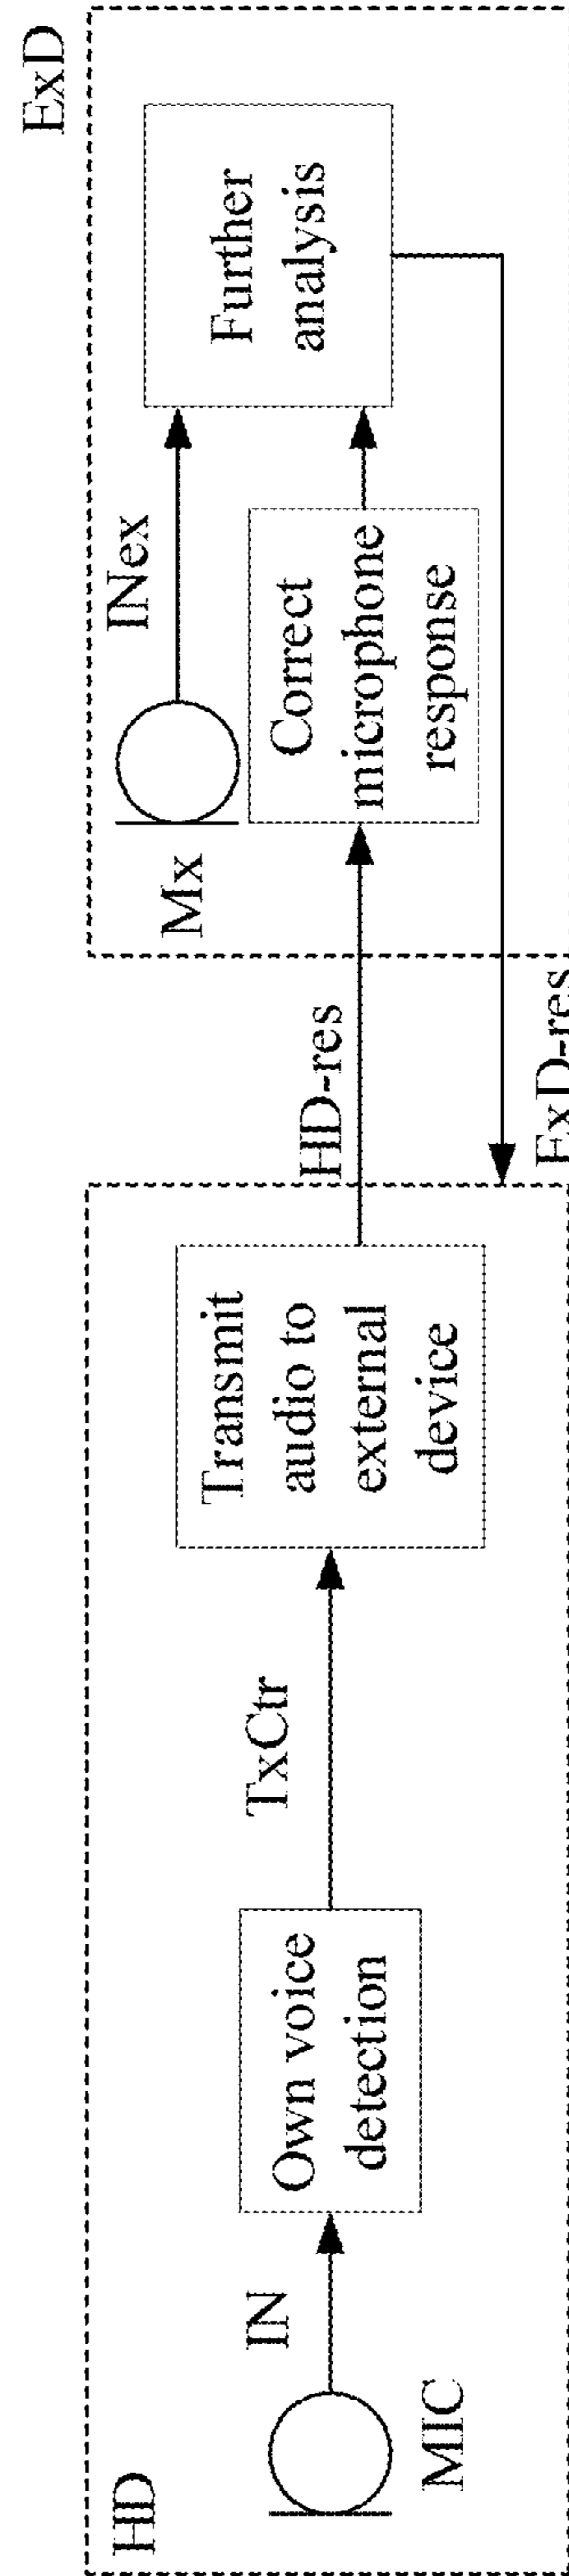 HD
MIC
IN
Own voice
detection
TxCtr
Transmit
audio to
external
device
HD-res
ExD-res
ExD
Mx
INex
Correct
microphone
response
Further
analysis